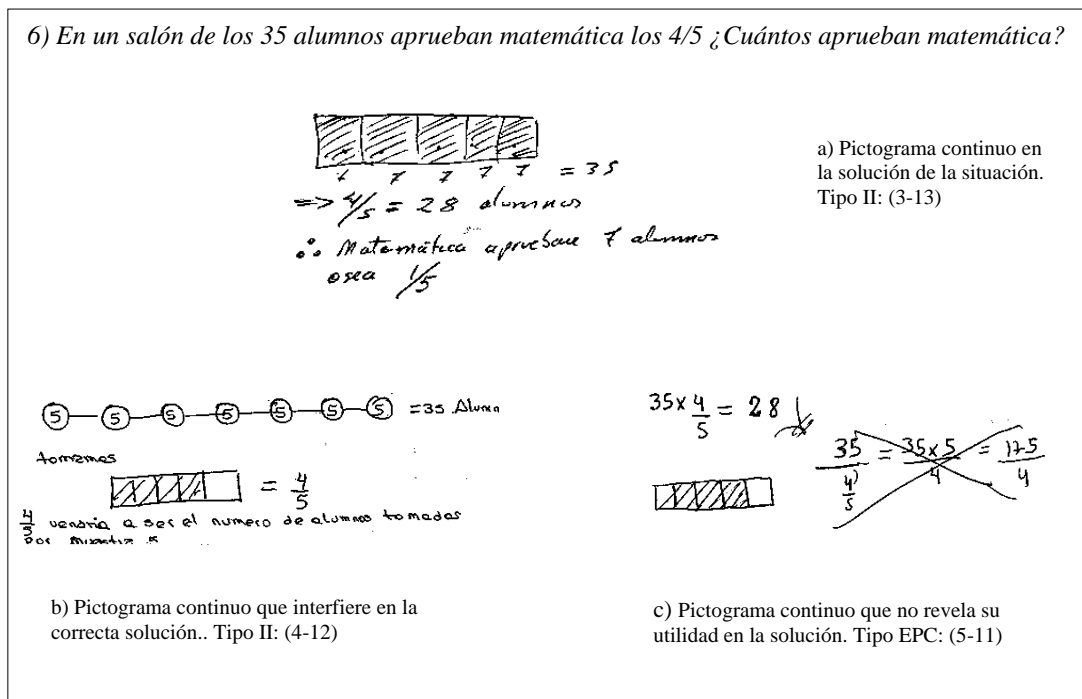 6) En un salón de los 35 alumnos aprueban matemática los 4/5 ¿Cuántos aprueban matemática?
7 7 7 7 7 = 35
=> 4/5 = 28 alumnos
∴ Matemática aprueban 7 alumnos
osea 1/5
a) Pictograma continuo en
la solución de la situación.
Tipo II: (3-13)
5 5 5 5 5 5 5 =35 Alumn
tomemos
= 4/5
vendria a ser el numero de alumnos tomados
por
b) Pictograma continuo que interfiere en la
correcta solución.. Tipo II: (4-12)
35x 4/5 = 28
35 / 4/5 = 35x5 / 4 = 175 / 4
c) Pictograma continuo que no revela su
utilidad en la solución. Tipo EPC: (5-11)